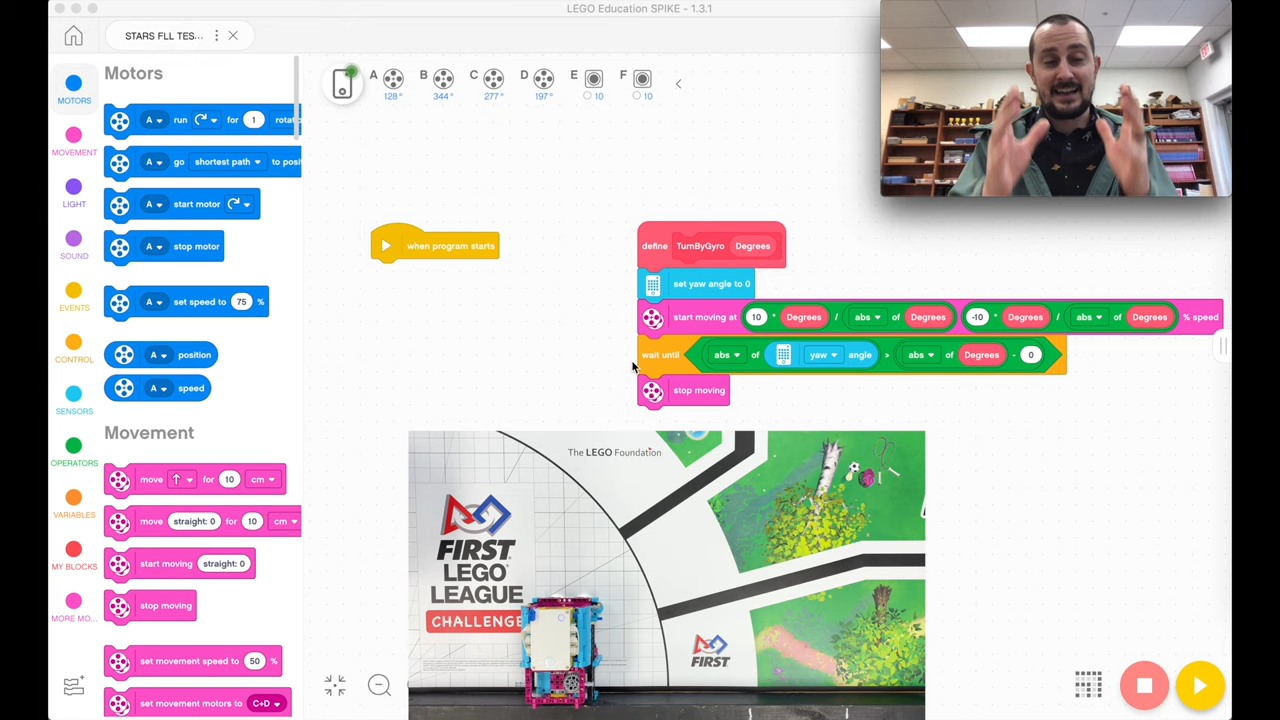 LEGO Education SPIKE - 1.3.1
STARS FLL TES...
A B C D E F
128° 344° 277° 197° 10 10
MOTORS
MOVEMENT
LIGHT
SOUND
EVENTS
CONTROL
SENSORS
OPERATORS
VARIABLES
MY BLOCKS
MORE MO...
Motors
A run for 1 rotat
A go shortest path to posi
A start motor
A stop motor
A set speed to 75 %
A position
A speed
Movement
move for 10 cm
move straight: 0 for 10 cm
start moving straight: 0
stop moving
set movement speed to 50 %
set movement motors to C+D
when program starts
define TurnByGyro Degrees
set yaw angle to 0
start moving at 10 * Degrees / abs of Degrees -10 * Degrees / abs of Degrees % speed
wait until abs of yaw angle > abs of Degrees - 0
stop moving
The LEGO Foundation
FIRST
LEGO
LEAGUE
CHALLENGE
FIRST
EXIT